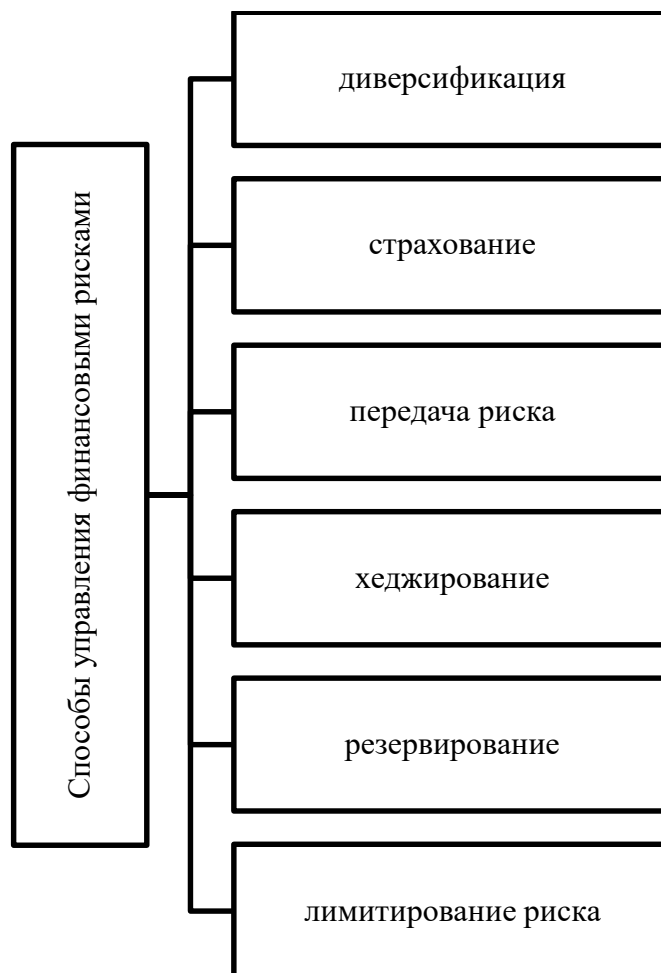 Способы управления финансовыми рисками
диверсификация
страхование
передача риска
хеджирование
резервирование
лимитирование риска